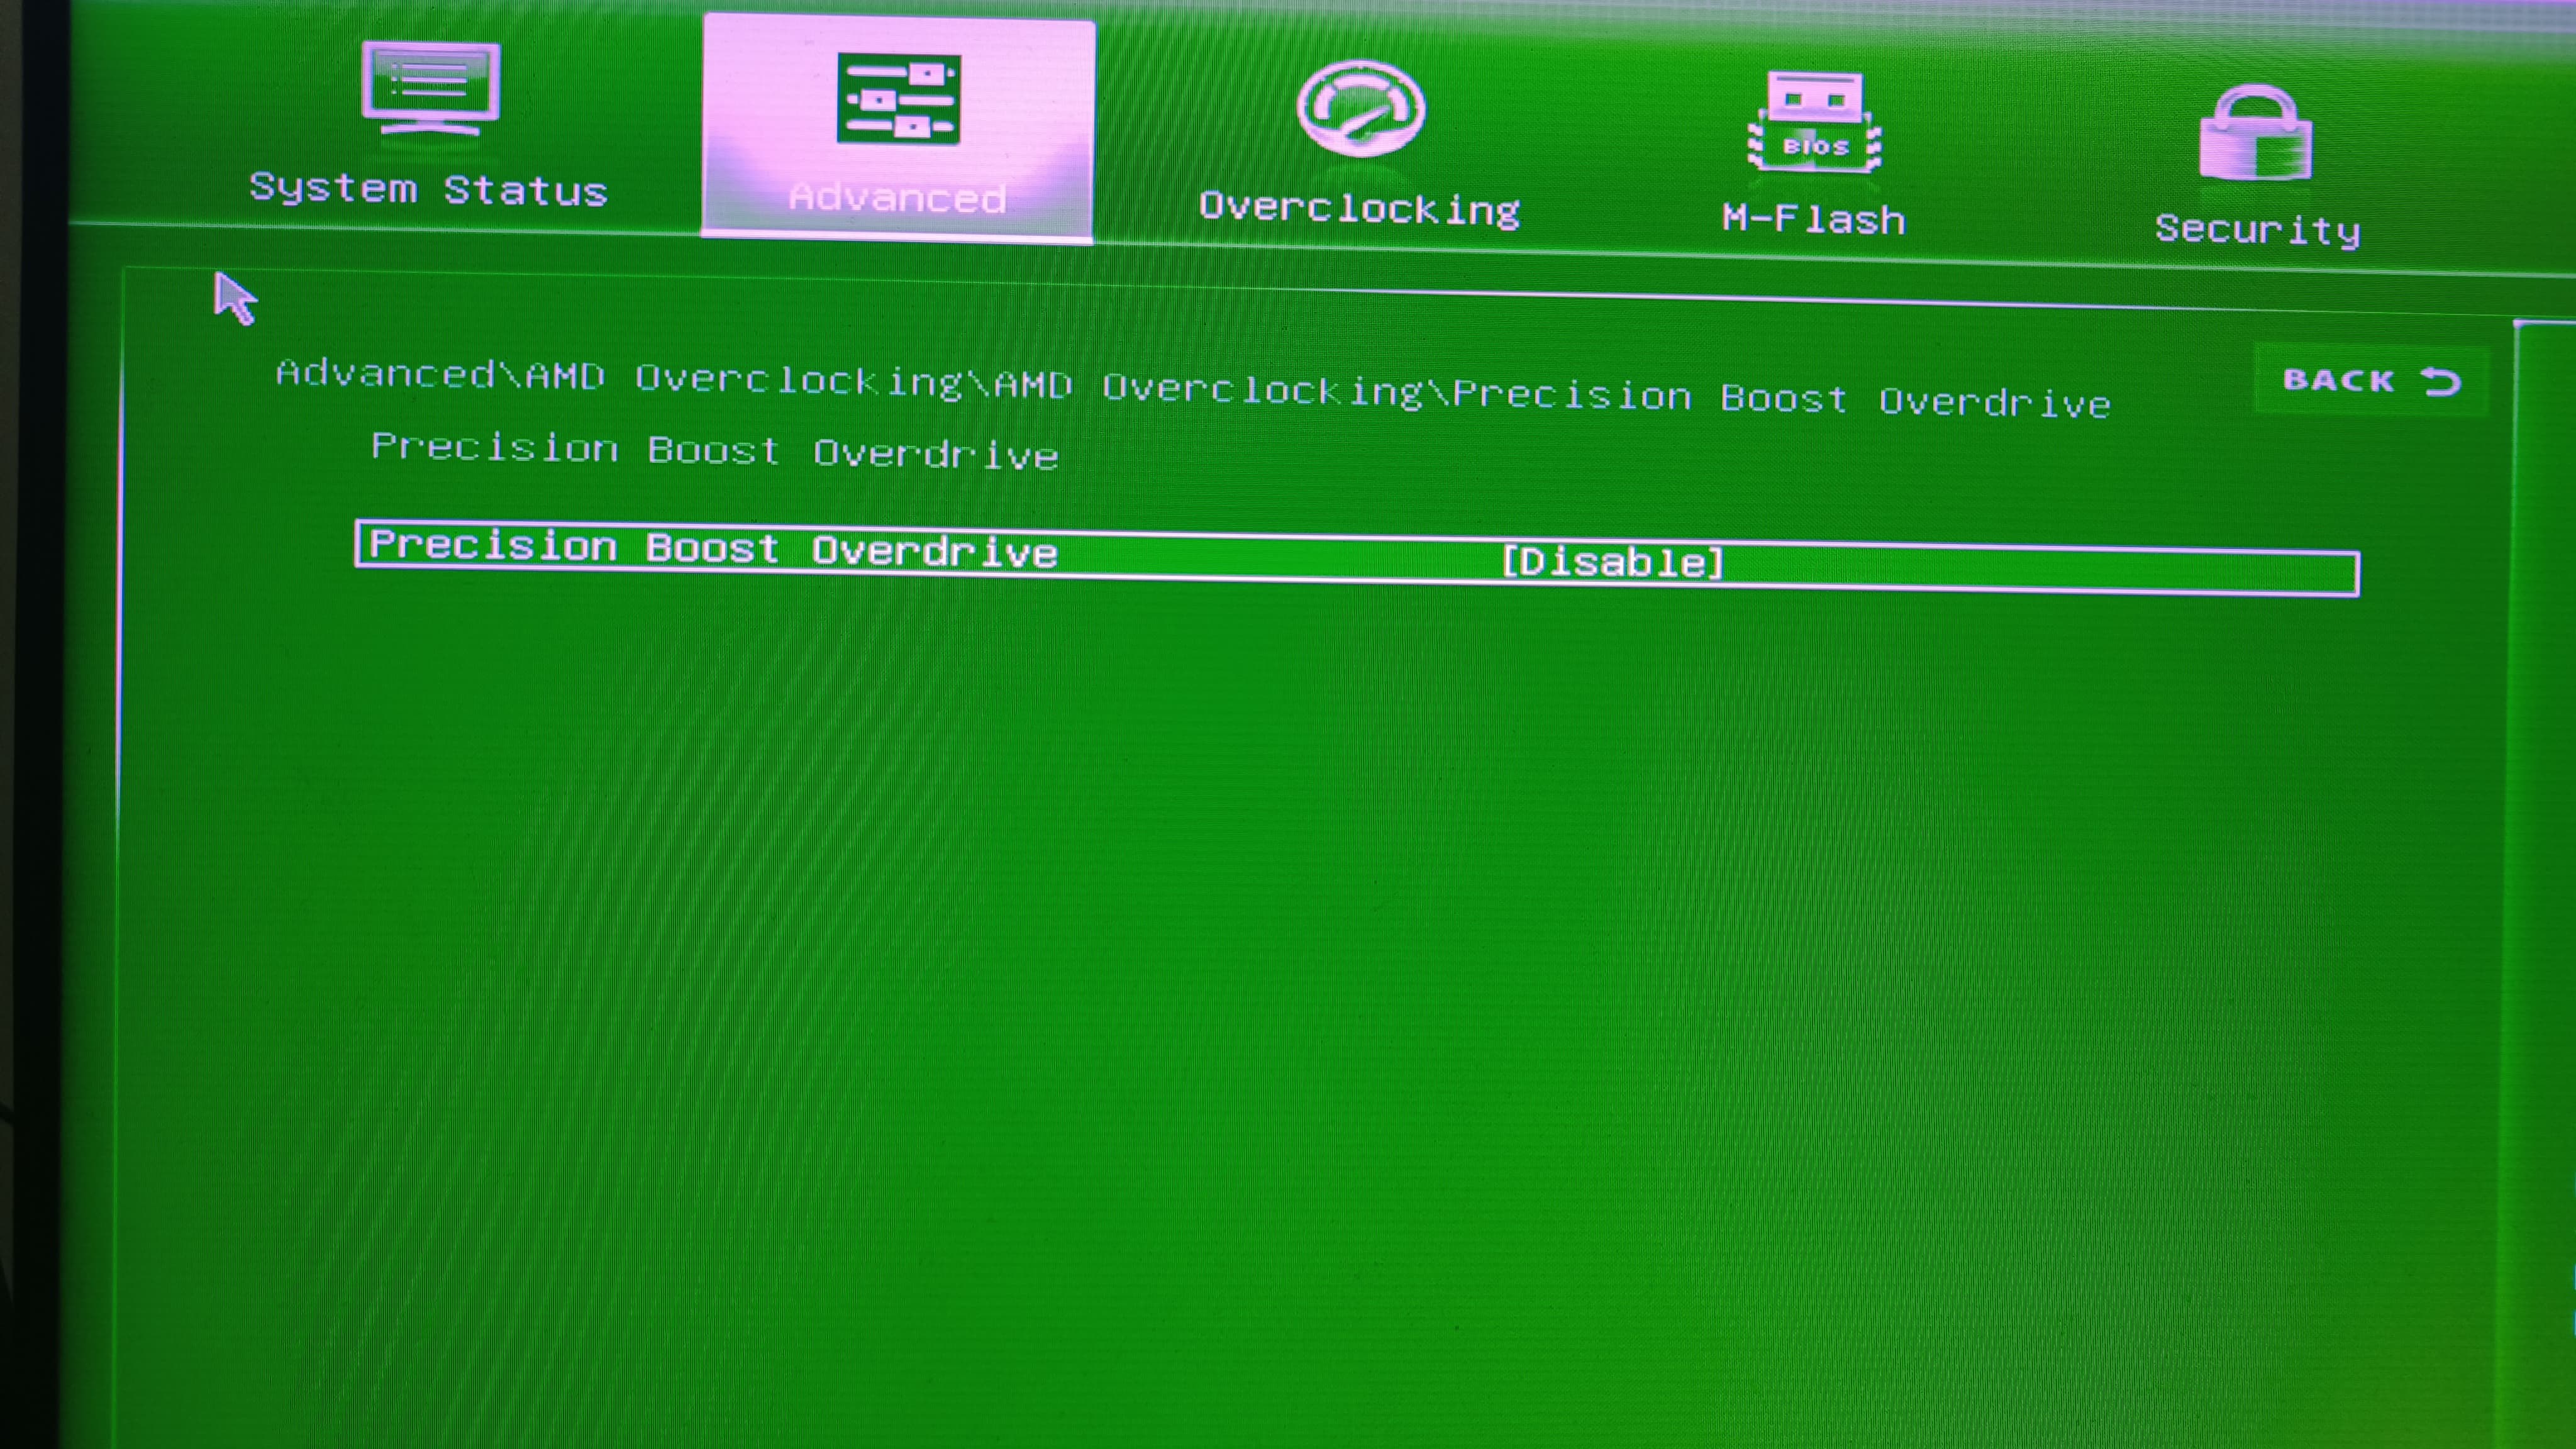 System Status
Advanced
Overclocking
BIOS
M-Flash
Security
Advanced\AMD Overclocking\AMD Overclocking\Precision Boost Overdrive
BACK
Precision Boost Overdrive
Precision Boost Overdrive [Disable]